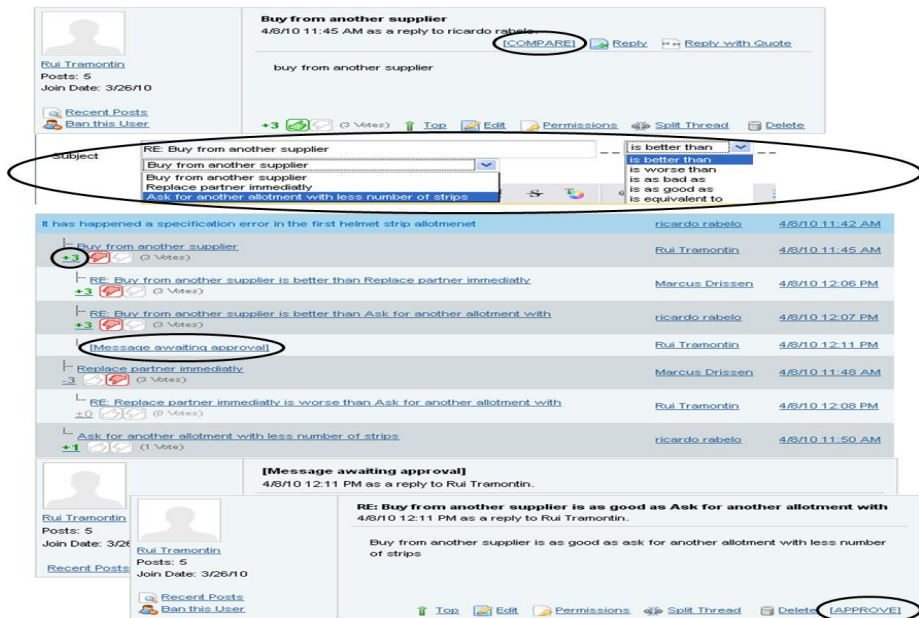 Buy from another supplier
4/8/10 11:45 AM as a reply to ricardo rabelo.
[COMPARE] Reply Reply with Quote
Rui Tramontin
Posts: 5
Join Date: 3/26/10
Recent Posts
Ban this User
buy from another supplier
+3 (3 Votes) Top Edit Permissions Split Thread Delete
Subject
RE: Buy from another supplier
Buy from another supplier
Buy from another supplier
Replace partner immediatly
Ask for another allotment with less number of strips
is better than
is better than
is worse than
is as bad as
is as good as
is equivalent to
It has happened a specification error in the first helmet strip allotmenet ricardo rabelo 4/8/10 11:42 AM
Buy from another supplier Rui Tramontin 4/8/10 11:45 AM
+3 (3 Votes)
RE: Buy from another supplier is better than Replace partner immediatly Marcus Drissen 4/8/10 12:06 PM
+3 (3 Votes)
RE: Buy from another supplier is better than Ask for another allotment with ricardo rabelo 4/8/10 12:07 PM
+3 (3 Votes)
[Message awaiting approval] Rui Tramontin 4/8/10 12:11 PM
Replace partner immediatly Marcus Drissen 4/8/10 11:48 AM
-3 (3 Votes)
RE: Replace partner immediatly is worse than Ask for another allotment with Rui Tramontin 4/8/10 12:08 PM
+0 (0 Votes)
Ask for another allotment with less number of strips ricardo rabelo 4/8/10 11:50 AM
+1 (1 Vote)
[Message awaiting approval]
4/8/10 12:11 PM as a reply to Rui Tramontin.
Rui Tramontin
Posts: 5
Join Date: 3/26
Recent Posts
RE: Buy from another supplier is as good as Ask for another allotment with
4/8/10 12:11 PM as a reply to Rui Tramontin.
Rui Tramontin
Posts: 5
Join Date: 3/26/10
Recent Posts
Ban this User
Buy from another supplier is as good as ask for another allotment with less number
of strips
Top Edit Permissions Split Thread Delete [APPROVE]